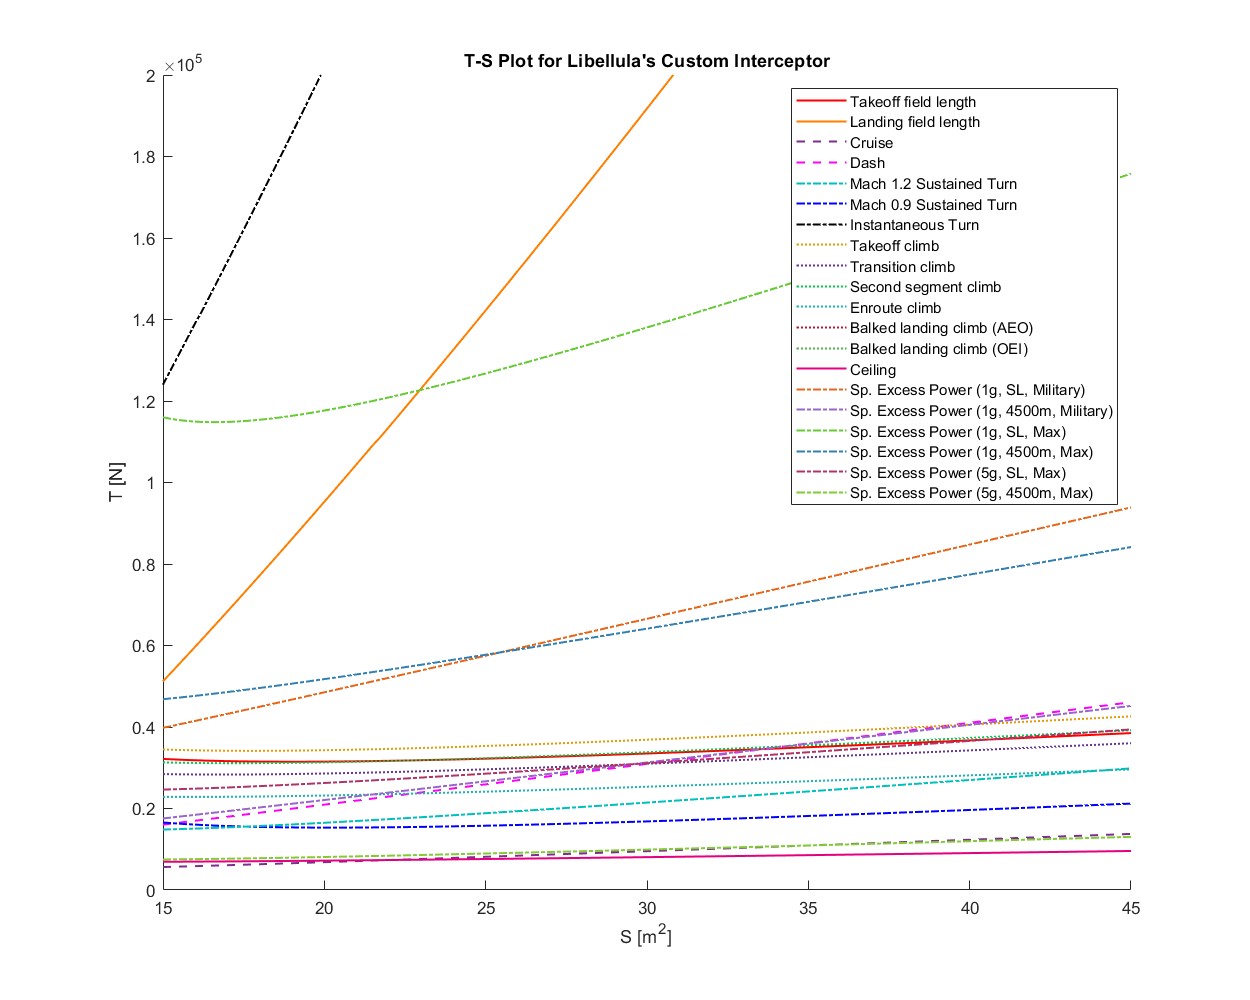 T-S Plot for Libellula's Custom Interceptor
×10^5
2
1.8
1.6
1.4
1.2
1
0.8
0.6
0.4
0.2
0
T [N]
15
20
25
30
35
40
45
S [m^2]
Takeoff field length
Landing field length
Cruise
Dash
Mach 1.2 Sustained Turn
Mach 0.9 Sustained Turn
Instantaneous Turn
Takeoff climb
Transition climb
Second segment climb
Enroute climb
Balked landing climb (AEO)
Balked landing climb (OEI)
Ceiling
Sp. Excess Power (1g, SL, Military)
Sp. Excess Power (1g, 4500m, Military)
Sp. Excess Power (1g, SL, Max)
Sp. Excess Power (1g, 4500m, Max)
Sp. Excess Power (5g, SL, Max)
Sp. Excess Power (5g, 4500m, Max)